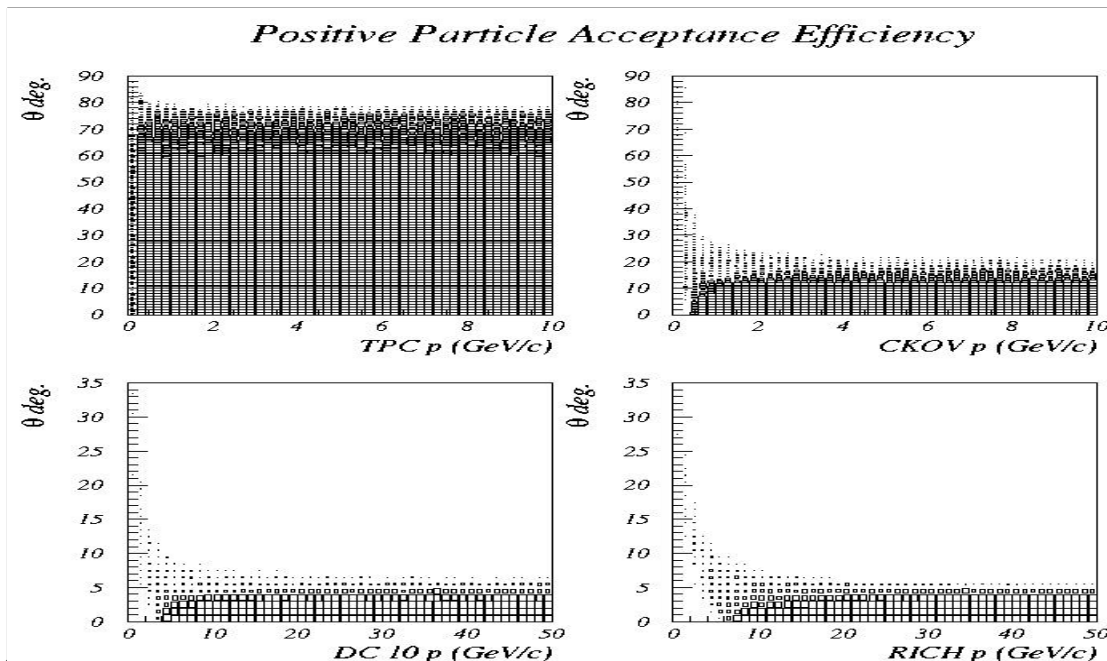 Positive Particle Acceptance Efficiency
θ deg.
90
80
70
60
50
40
30
20
10
0
0 2 4 6 8 10
TPC p (GeV/c)
θ deg.
90
80
70
60
50
40
30
20
10
0
0 2 4 6 8 10
CKOV p (GeV/c)
θ deg.
35
30
25
20
15
10
5
0
0 10 20 30 40 50
DC 10 p (GeV/c)
θ deg.
35
30
25
20
15
10
5
0
0 10 20 30 40 50
RICH p (GeV/c)